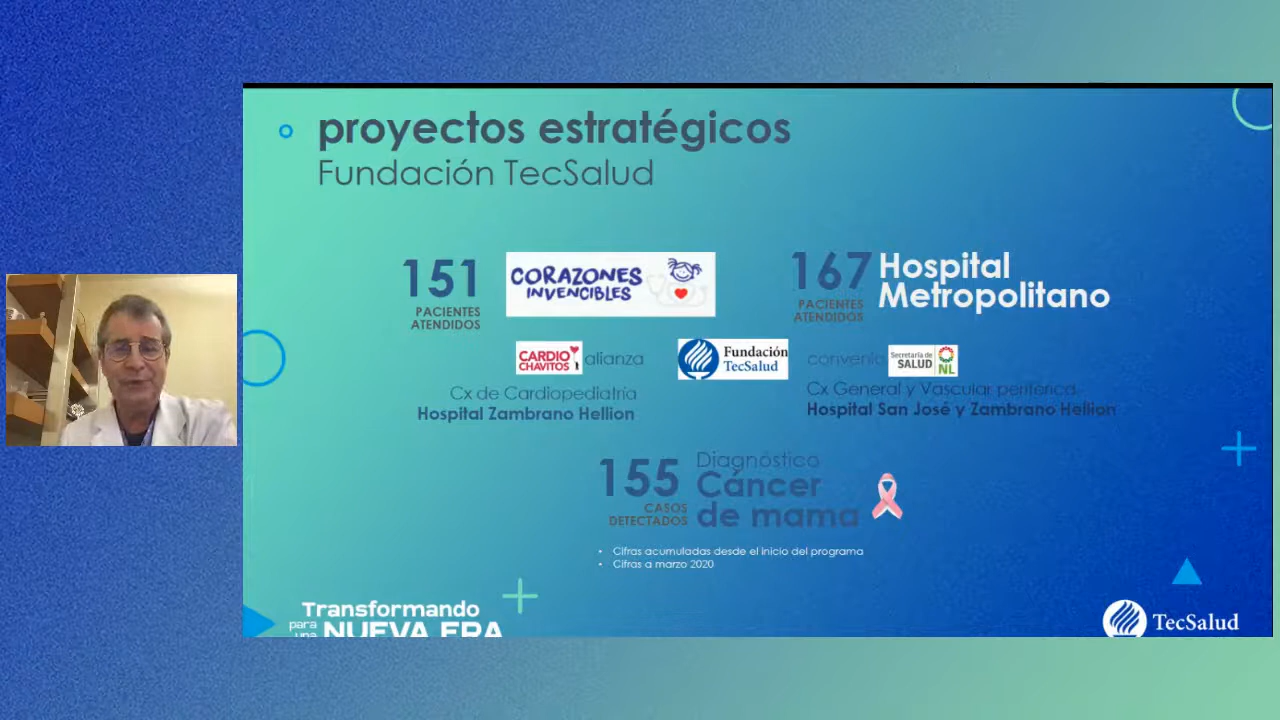 proyectos estratégicos
Fundación TecSalud
151
PACIENTES
ATENDIDOS
CORAZONES
INVENCIBLES
167
PACIENTES
ATENDIDOS
Hospital
Metropolitano
CARDIO
CHAVITOS
alianza
Fundación
TecSalud
convenio
Secretaría de
SALUD
NL
Cx de Cardiopediatría
Hospital Zambrano Hellion
Cx General y Vascular periférica
Hospital San José y Zambrano Hellion
155
CASOS
DETECTADOS
Diagnóstico
Cáncer
de mama
• Cifras acumuladas desde el inicio del programa
• Cifras a marzo 2020
Transformando
para
una
NUEVA ERA
TecSalud